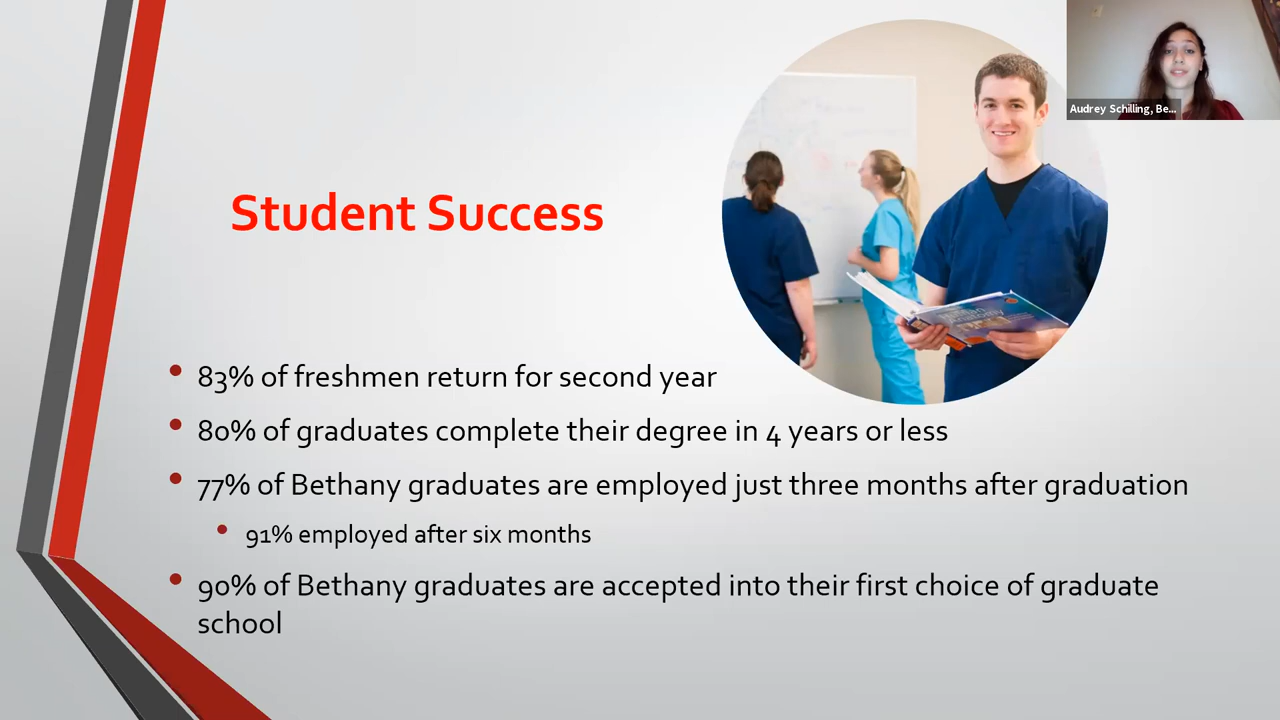 Audrey Schilling, Be...
Student Success
83% of freshmen return for second year
80% of graduates complete their degree in 4 years or less
77% of Bethany graduates are employed just three months after graduation
91% employed after six months
90% of Bethany graduates are accepted into their first choice of graduate
school